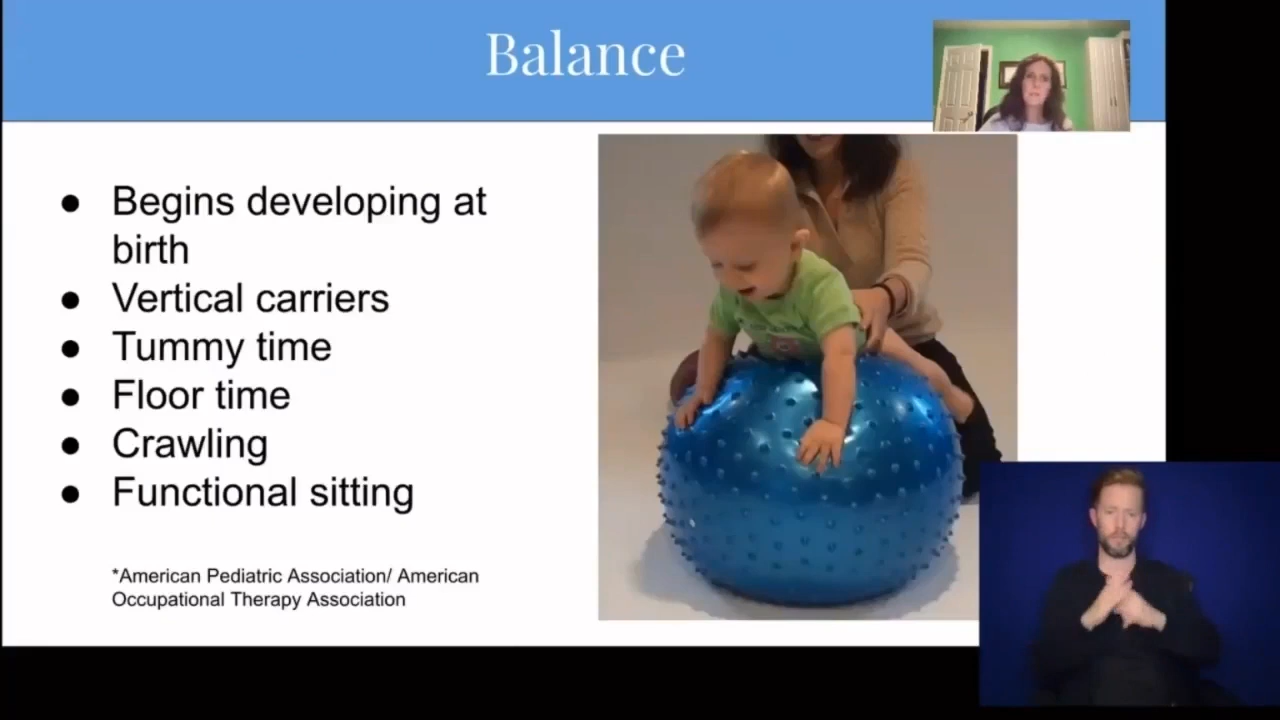 Balance
● Begins developing at
birth
● Vertical carriers
● Tummy time
● Floor time
● Crawling
● Functional sitting
*American Pediatric Association/ American
Occupational Therapy Association